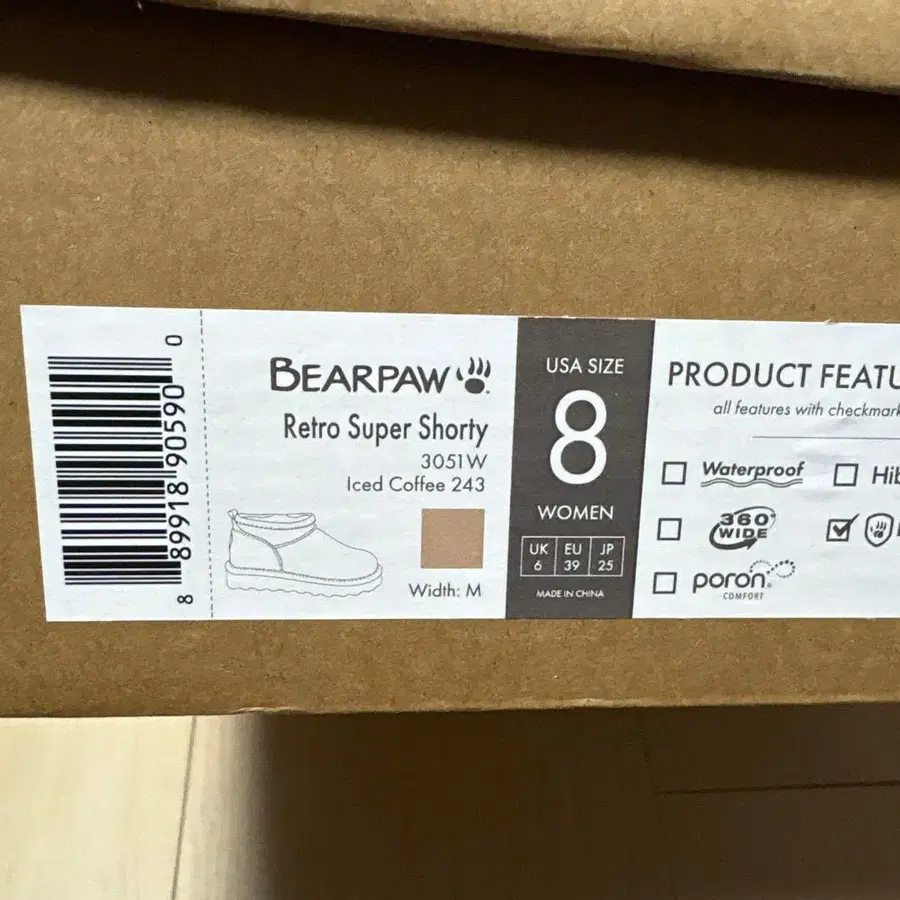 8 89918 90590 0
BEARPAW
Retro Super Shorty
3051W
Iced Coffee 243
Width: M
USA SIZE
8
WOMEN
UK EU JP
6 39 25
MADE IN CHINA
PRODUCT FEATU
all features with checkmark
Waterproof
Hib
360°
WIDE
poron
COMFORT